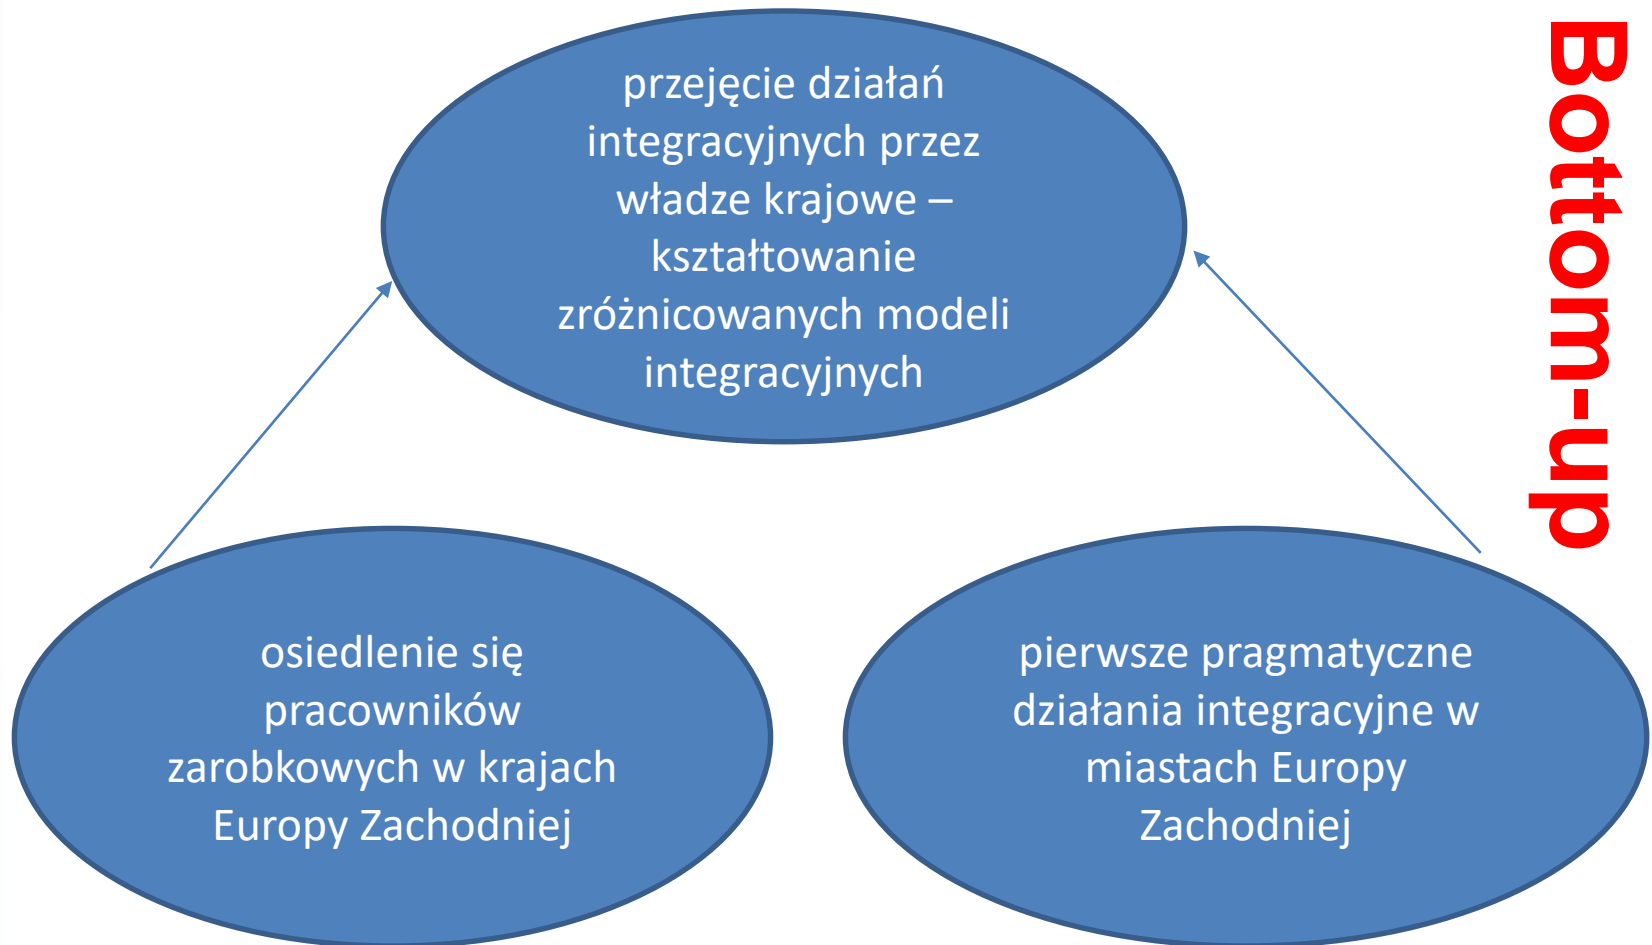 przejęcie działań
integracyjnych przez
władze krajowe –
kształtowanie
zróżnicowanych modeli
integracyjnych
Bottom-up
osiedlenie się
pracowników
zarobkowych w krajach
Europy Zachodniej
pierwsze pragmatyczne
działania integracyjne w
miastach Europy
Zachodniej